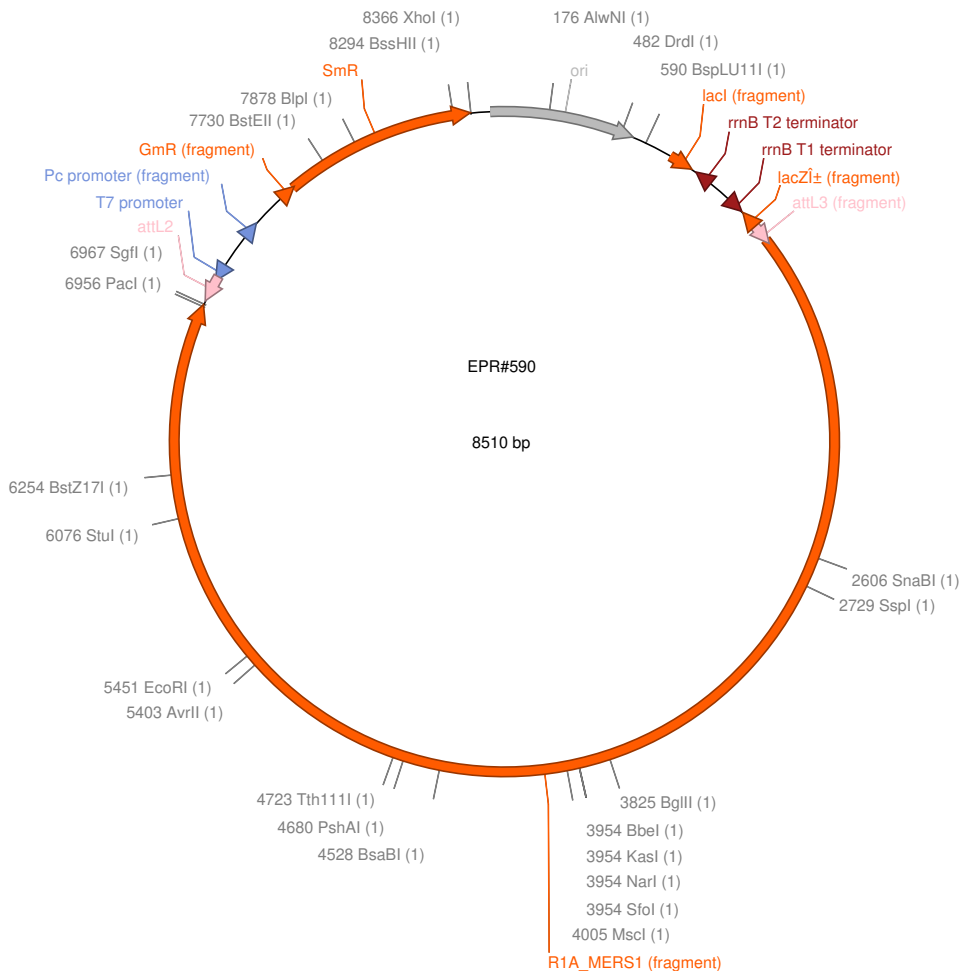 8366 XhoI (1)
176 AlwNI (1)
8294 BssHII (1)
482 DrdI (1)
SmR
ori
590 BspLU11I (1)
7878 BlpI (1)
lacI (fragment)
7730 BstEII (1)
rrnB T2 terminator
GmR (fragment)
rrnB T1 terminator
Pc promoter (fragment)
lacZÎ± (fragment)
T7 promoter
attL3 (fragment)
attL2
6967 SgfI (1)
6956 PacI (1)
EPR#590
8510 bp
6254 BstZ17I (1)
6076 StuI (1)
2606 SnaBI (1)
2729 SspI (1)
5451 EcoRI (1)
5403 AvrII (1)
4723 Tth111I (1)
3825 BglII (1)
4680 PshAI (1)
3954 BbeI (1)
4528 BsaBI (1)
3954 KasI (1)
3954 NarI (1)
3954 SfoI (1)
4005 MscI (1)
R1A_MERS1 (fragment)